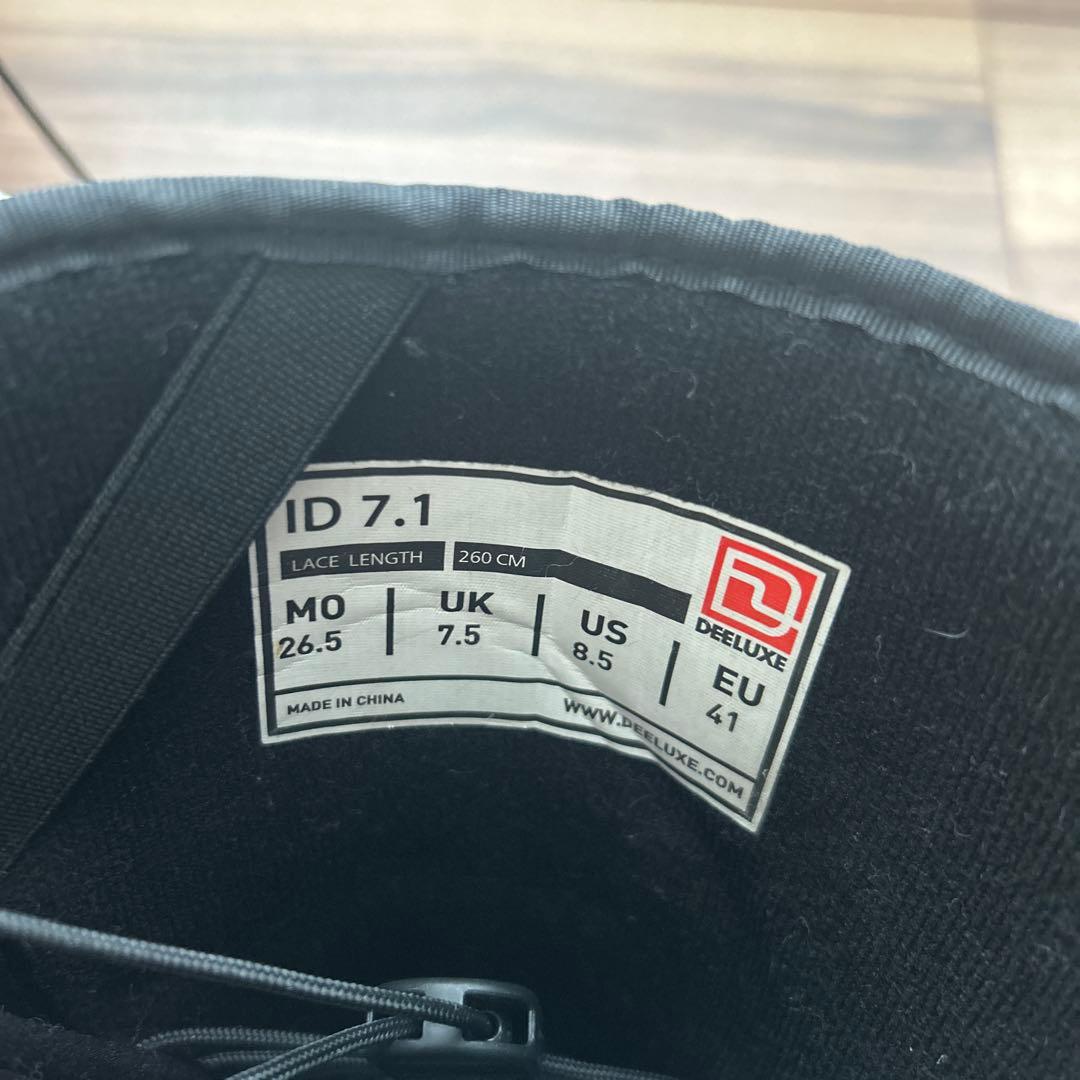 ID 7.1
LACE LENGTH 260 CM
MO UK US EU
26.5 7.5 8.5 41
DEELUXE
MADE IN CHINA
WWW.DEELUXE.COM